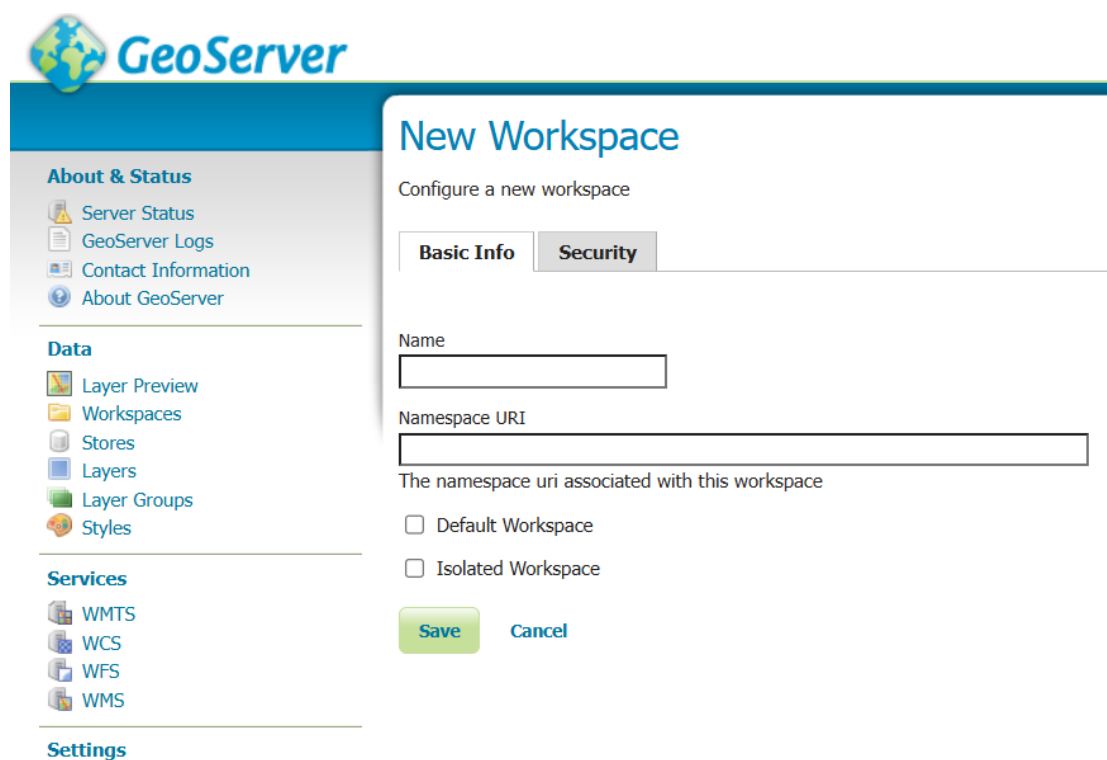 GeoServer
New Workspace
Configure a new workspace
Basic Info Security
Name
Namespace URI
The namespace uri associated with this workspace
Default Workspace
Isolated Workspace
Save Cancel
About & Status
Server Status
GeoServer Logs
Contact Information
About GeoServer
Data
Layer Preview
Workspaces
Stores
Layers
Layer Groups
Styles
Services
WMTS
WCS
WFS
WMS
Settings